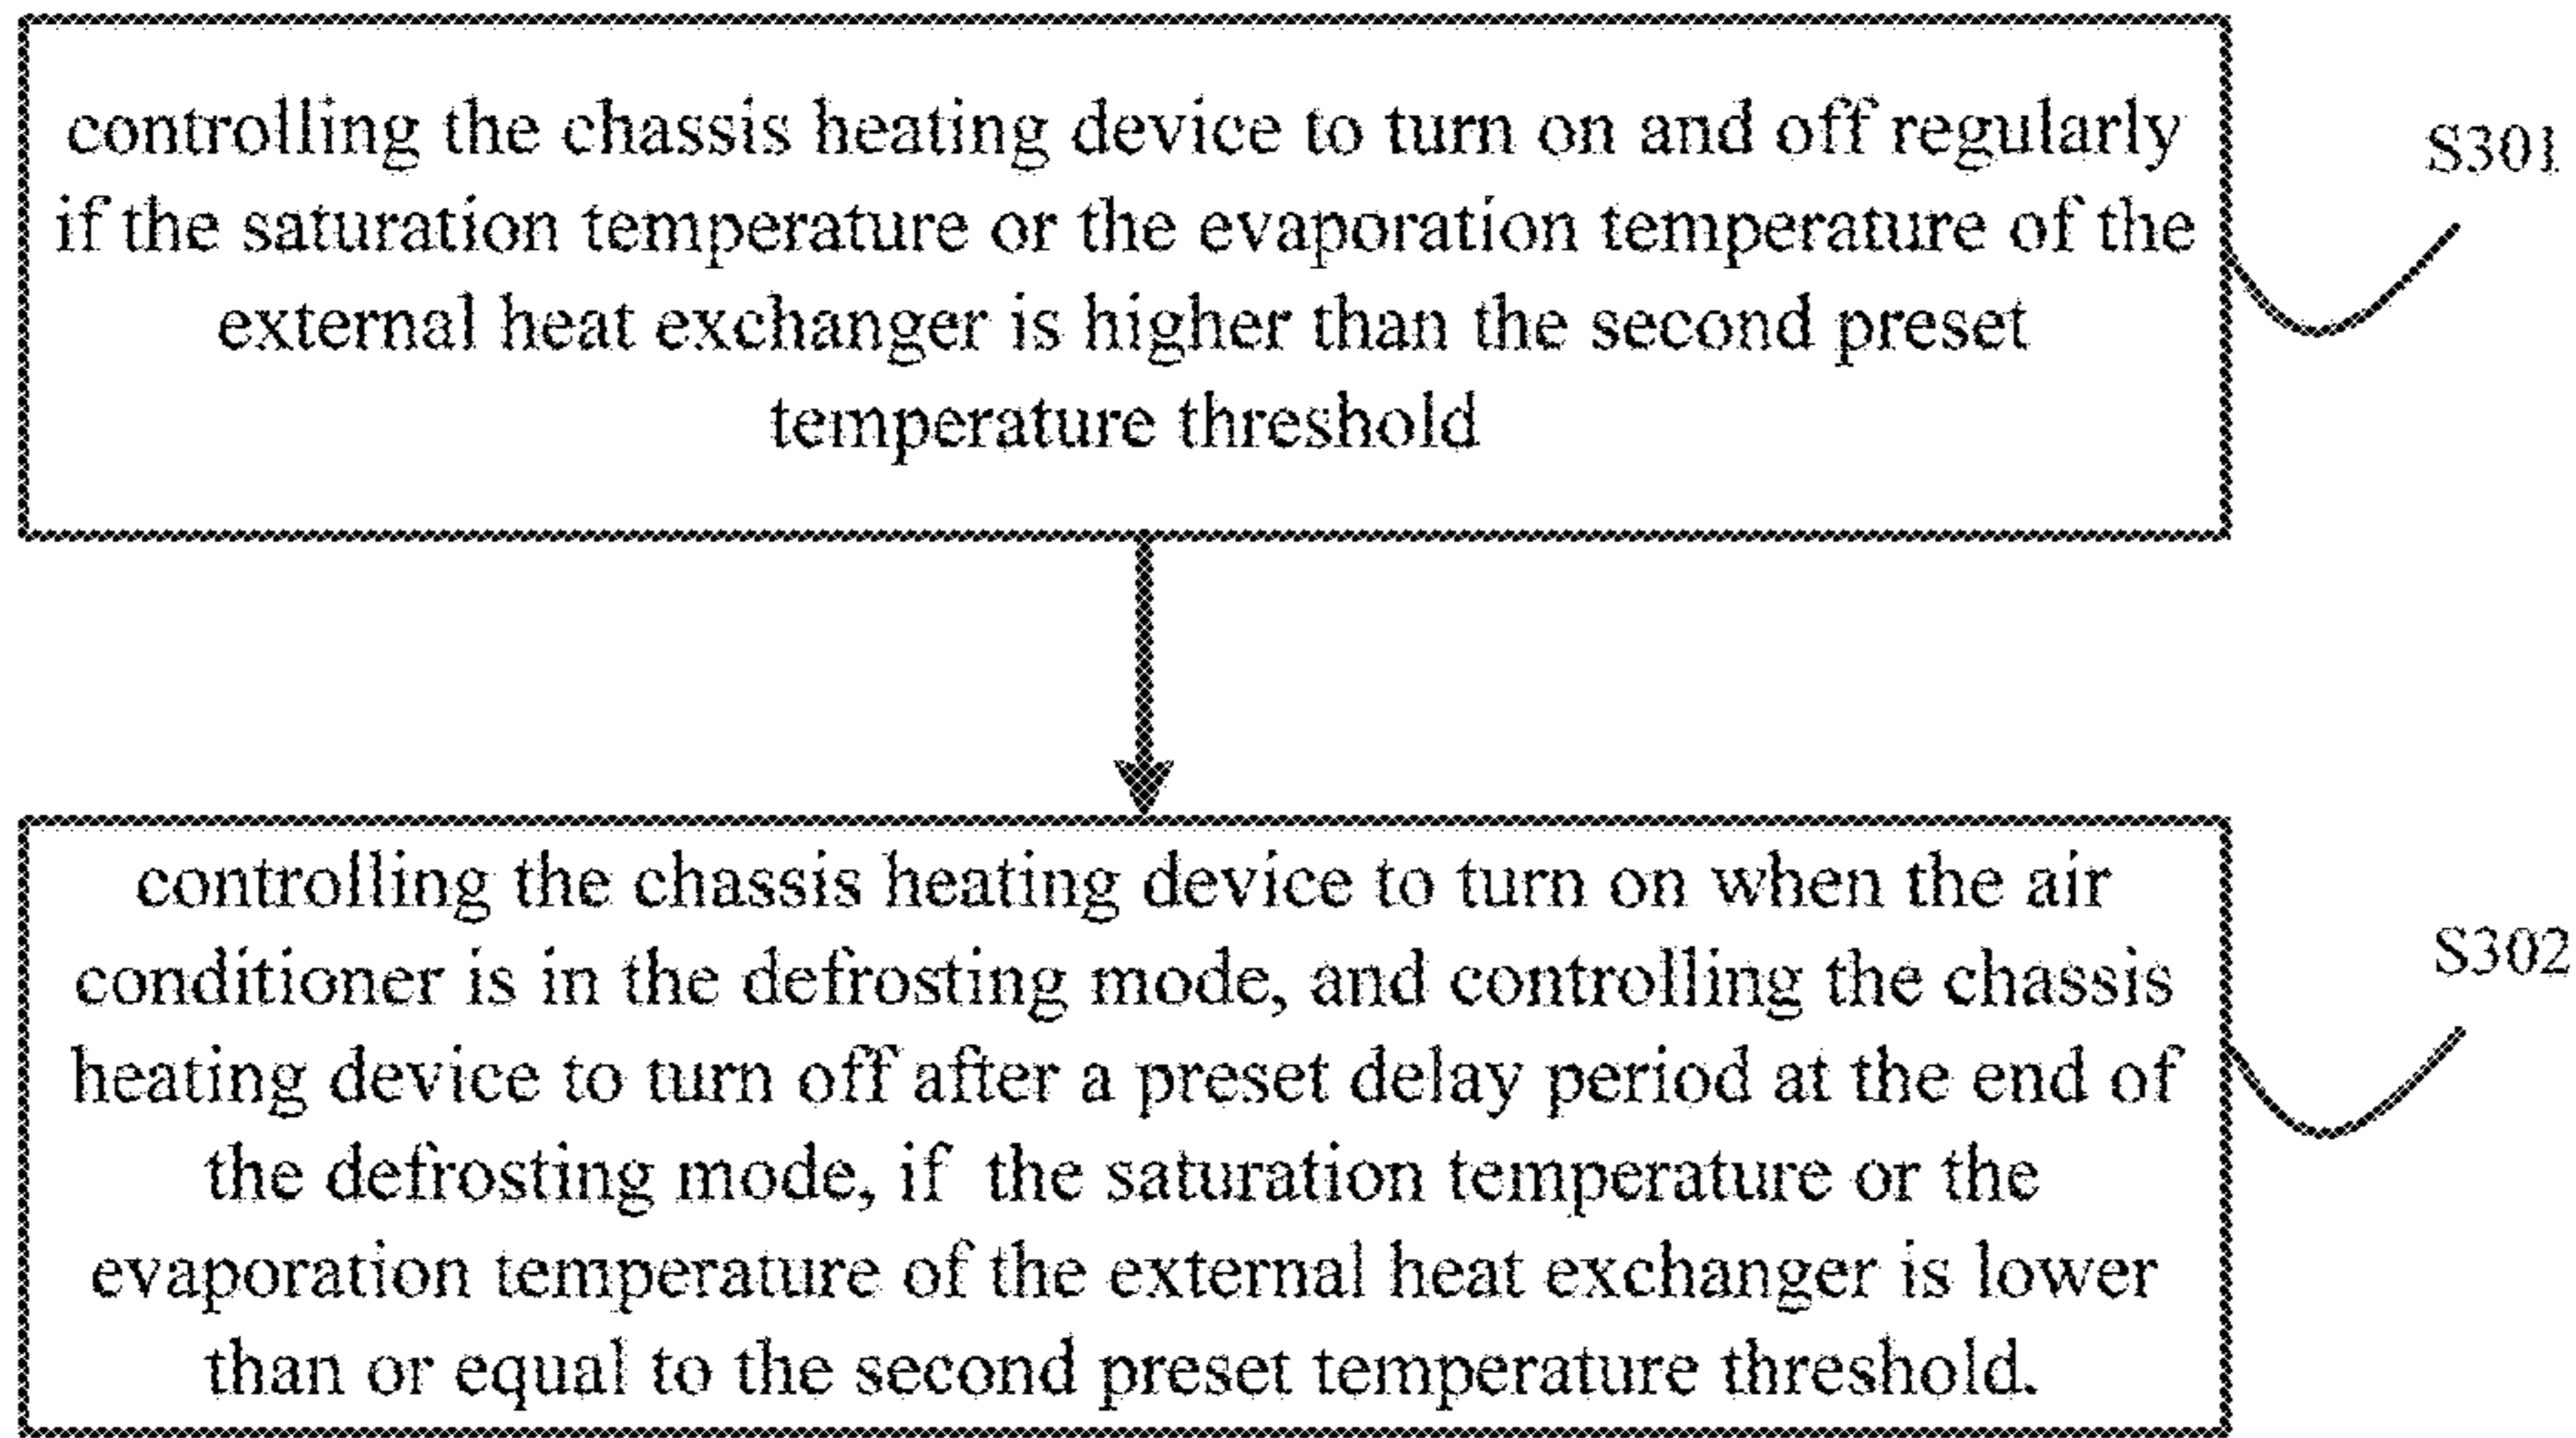 controlling the chassis heating device to turn on and off regularly
if the saturation temperature or the evaporation temperature of the
external heat exchanger is higher than the second preset
temperature threshold
S301
controlling the chassis heating device to turn on when the air
conditioner is in the defrosting mode, and controlling the chassis
heating device to turn off after a preset delay period at the end of
the defrosting mode, if the saturation temperature or the
evaporation temperature of the external heat exchanger is lower
than or equal to the second preset temperature threshold.
S302